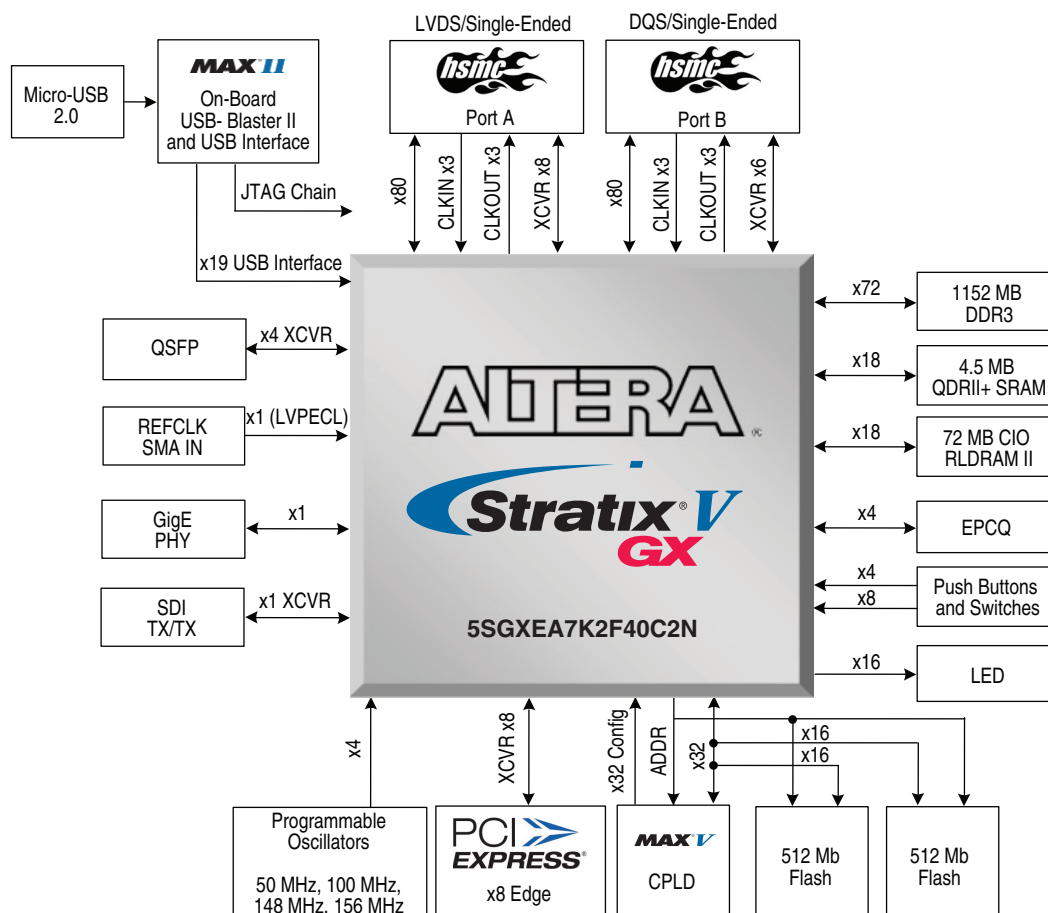 LVDS/Single-Ended
DQS/Single-Ended
hsmc
Port A
hsmc
Port B
Micro-USB
2.0
MAX II
On-Board
USB- Blaster II
and USB Interface
JTAG Chain
x19 USB Interface
x80
CLKIN x3
CLKOUT x3
XCVR x8
x80
CLKIN x3
CLKOUT x3
XCVR x6
QSFP
x4 XCVR
REFCLK
SMA IN
x1 (LVPECL)
GigE
PHY
x1
SDI
TX/TX
x1 XCVR
ALTERA®
Stratix® V
GX
5SGXEA7K2F40C2N
x72
1152 MB
DDR3
x18
4.5 MB
QDRII+ SRAM
x18
72 MB CIO
RLDRAM II
x4
EPCQ
x4
x8
Push Buttons
and Switches
x16
LED
x4
XCVR x8
x32 Config
ADDR
x32
x16
x16
Programmable
Oscillators
50 MHz, 100 MHz,
148 MHz, 156 MHz
PCI
EXPRESS®
x8 Edge
MAX V
CPLD
512 Mb
Flash
512 Mb
Flash